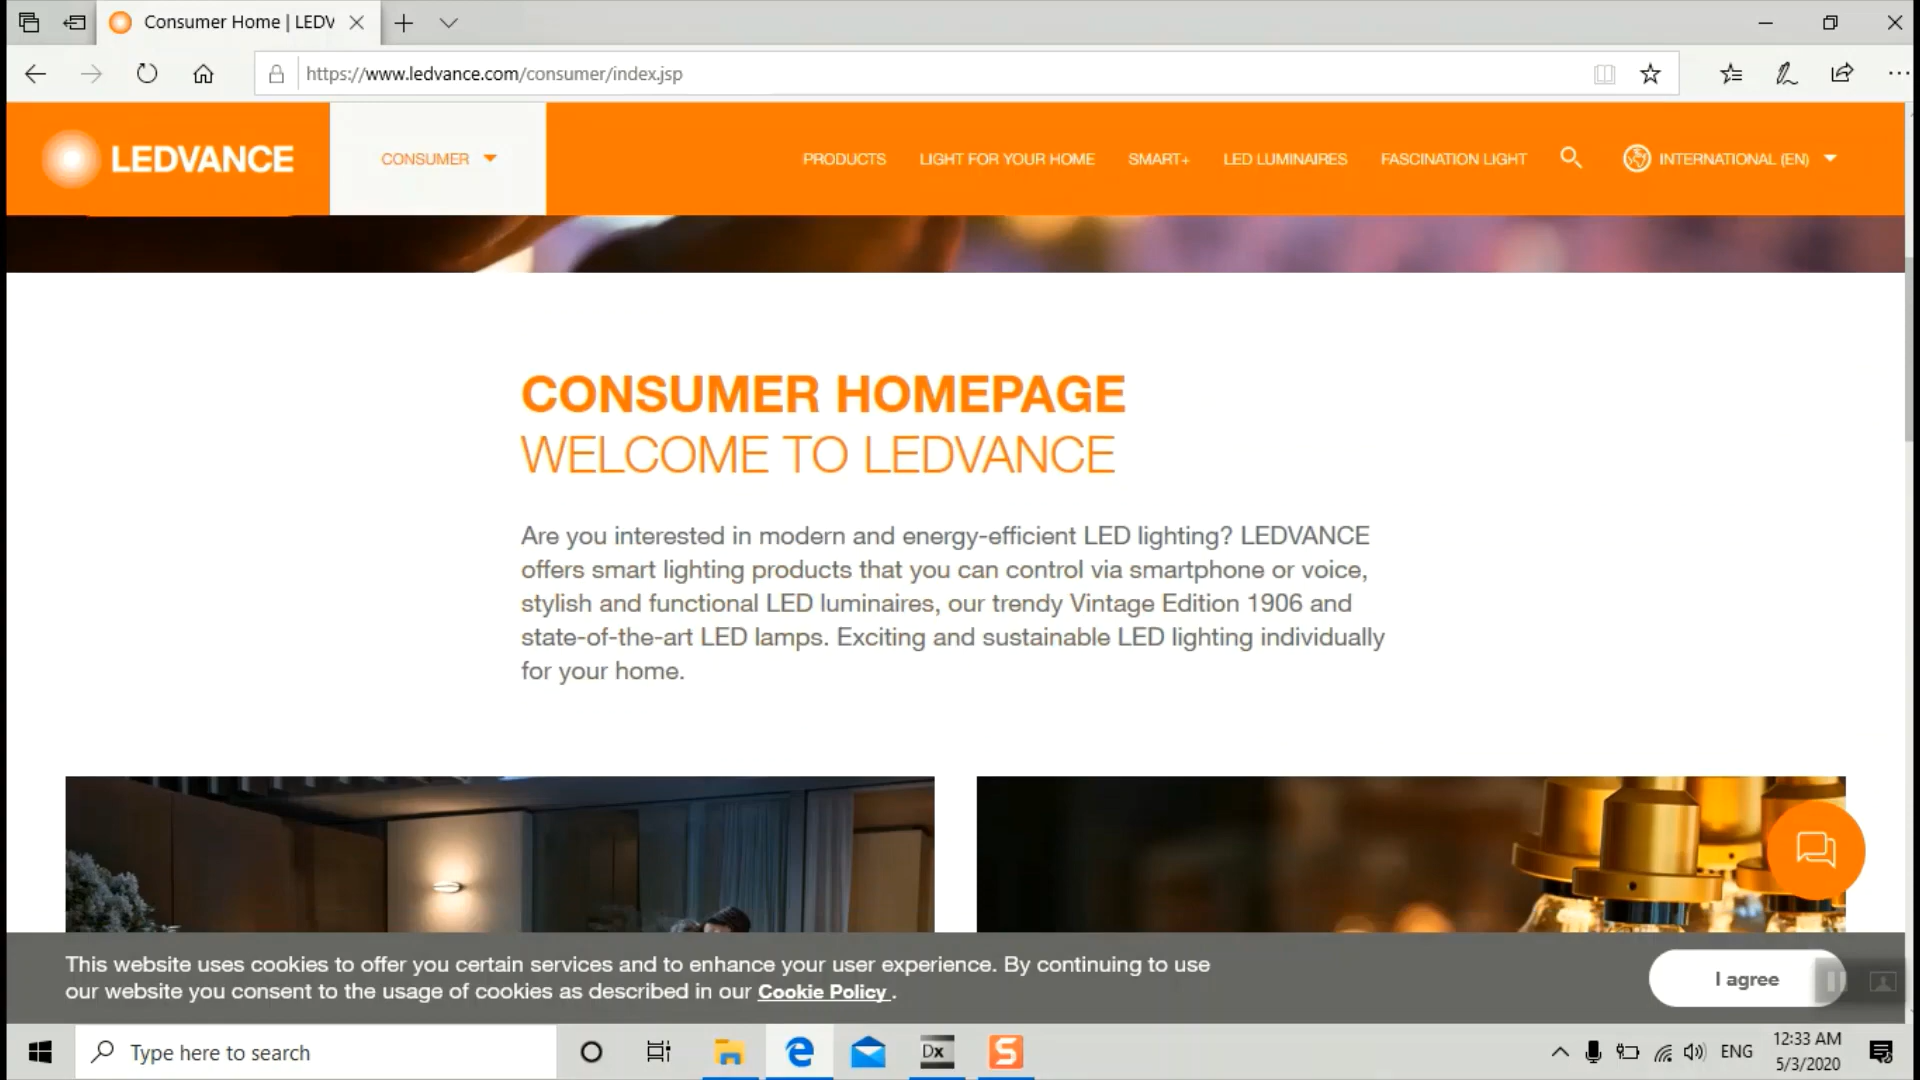 Consumer Home | LEDV
https://www.ledvance.com/consumer/index.jsp
LEDVANCE
CONSUMER
PRODUCTS
LIGHT FOR YOUR HOME
SMART+
LED LUMINAIRES
FASCINATION LIGHT
INTERNATIONAL (EN)
CONSUMER HOMEPAGE
WELCOME TO LEDVANCE
Are you interested in modern and energy-efficient LED lighting? LEDVANCE
offers smart lighting products that you can control via smartphone or voice,
stylish and functional LED luminaires, our trendy Vintage Edition 1906 and
state-of-the-art LED lamps. Exciting and sustainable LED lighting individually
for your home.
This website uses cookies to offer you certain services and to enhance your user experience. By continuing to use
our website you consent to the usage of cookies as described in our Cookie Policy .
I agree
Type here to search
Dx
S
ENG
12:33 AM
5/3/2020